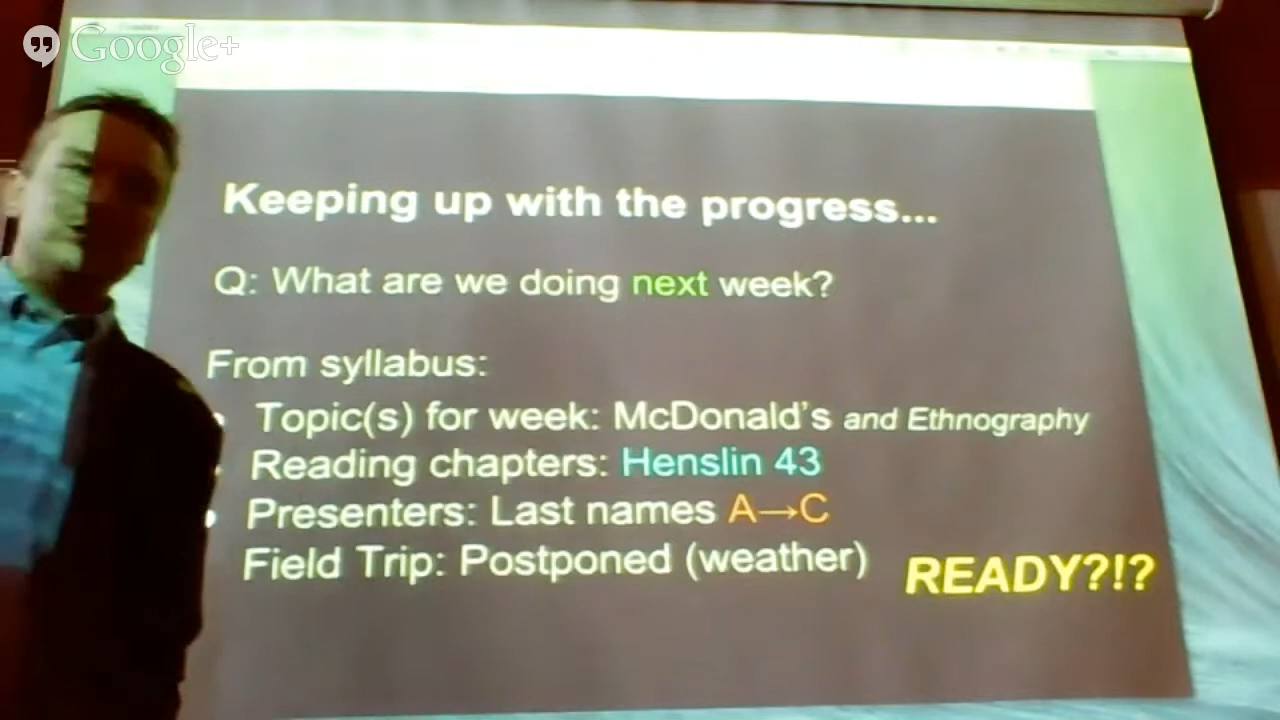 Google+
Keeping up with the progress...
Q: What are we doing next week?
From syllabus:
• Topic(s) for week: McDonald's and Ethnography
• Reading chapters: Henslin 43
• Presenters: Last names A→C
Field Trip: Postponed (weather)
READY?!?